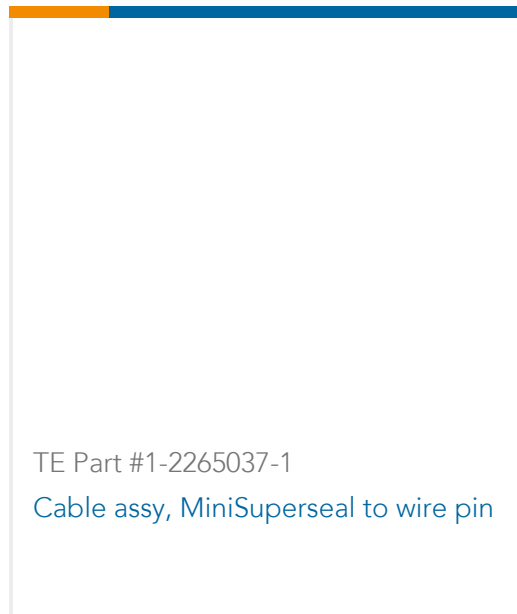 TE Part #1-2265037-1
Cable assy, MiniSuperseal to wire pin